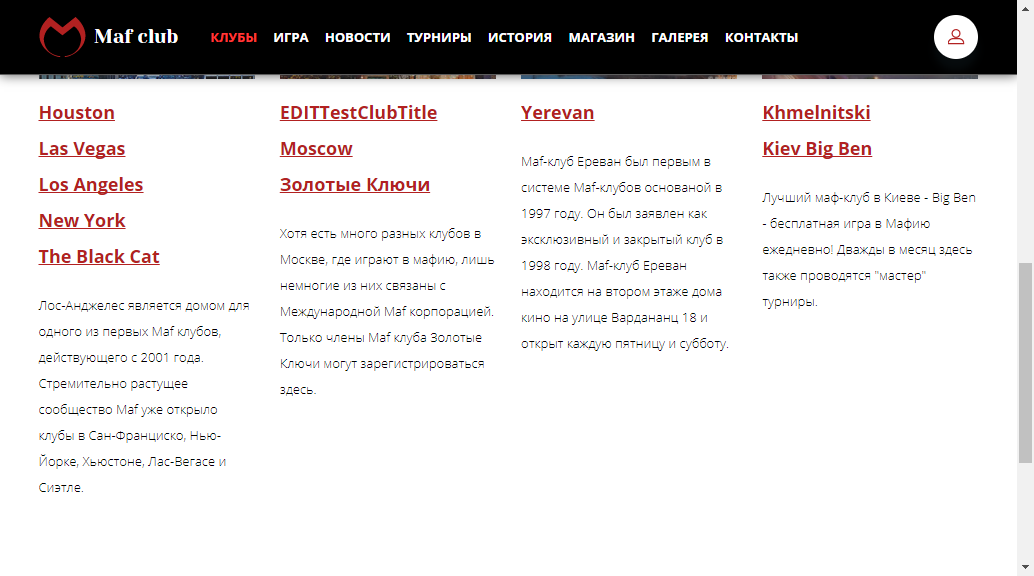 Maf club
КЛУБЫ ИГРА НОВОСТИ ТУРНИРЫ ИСТОРИЯ МАГАЗИН ГАЛЕРЕЯ КОНТАКТЫ
Houston
Las Vegas
Los Angeles
New York
The Black Cat
Лос-Анджелес является домом для
одного из первых Maf клубов,
действующего с 2001 года.
Стремительно растущее
сообщество Maf уже открыло
клубы в Сан-Франциско, Нью-
Йорке, Хьюстоне, Лас-Вегасе и
Сиэтле.
EDITTestClubTitle
Moscow
Золотые Ключи
Хотя есть много разных клубов в
Москве, где играют в мафию, лишь
немногие из них связаны с
Международной Maf корпорацией.
Только члены Maf клуба Золотые
Ключи могут зарегистрироваться
здесь.
Yerevan
Maf-клуб Ереван был первым в
системе Maf-клубов основаной в
1997 году. Он был заявлен как
эксклюзивный и закрытый клуб в
1998 году. Maf-клуб Ереван
находится на втором этаже дома
кино на улице Вардананц 18 и
открыт каждую пятницу и субботу.
Khmelnitski
Kiev Big Ben
Лучший маф-клуб в Киеве - Big Ben
- бесплатная игра в Мафию
ежедневно! Дважды в месяц здесь
также проводятся "мастер"
турниры.